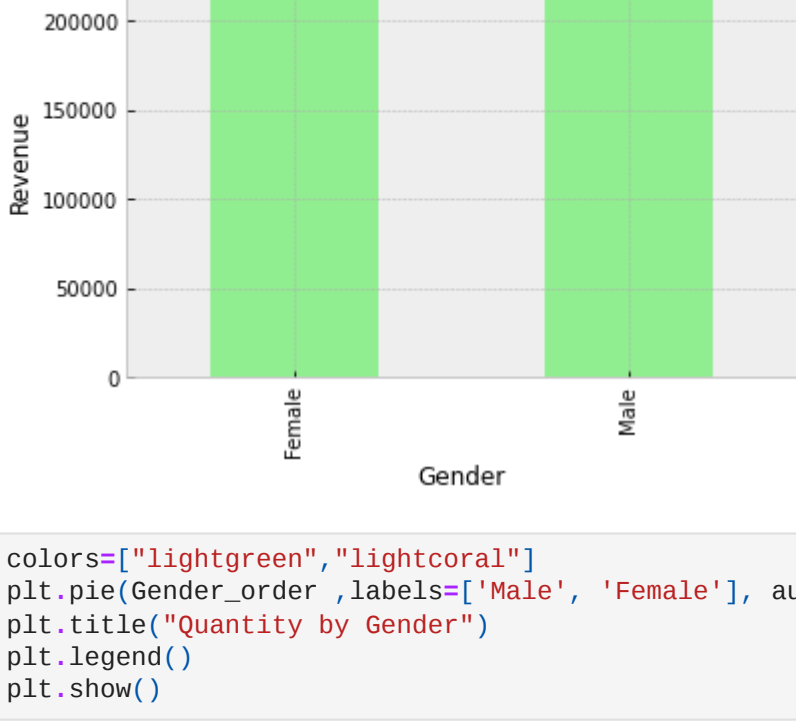 200000
150000
100000
50000
0
Revenue
Female
Male
Gender
colors=["lightgreen","lightcoral"]
plt.pie(Gender_order ,labels=['Male', 'Female'], au
plt.title("Quantity by Gender")
plt.legend()
plt.show()